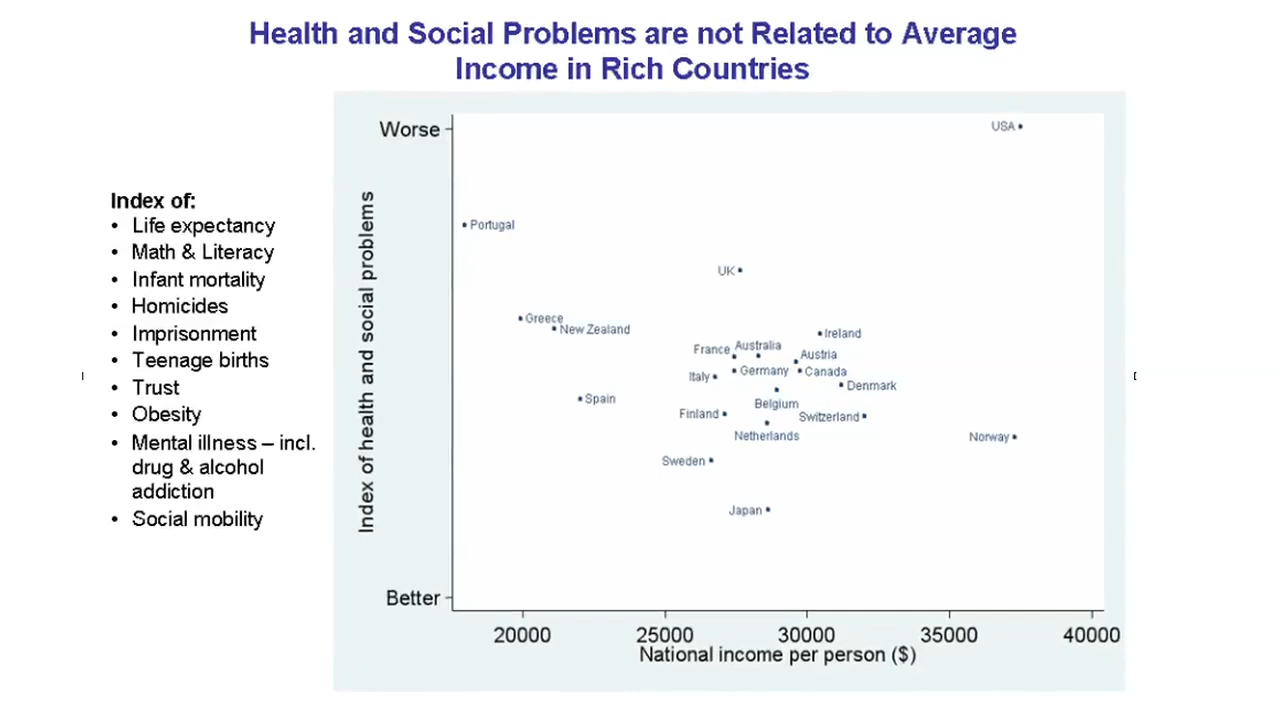 Health and Social Problems are not Related to Average
Income in Rich Countries
Index of:
• Life expectancy
• Math & Literacy
• Infant mortality
• Homicides
• Imprisonment
• Teenage births
• Trust
• Obesity
• Mental illness – incl.
drug & alcohol
addiction
• Social mobility
Index of health and social problems
Worse
Better
USA
Portugal
UK
Greece
New Zealand
Ireland
France
Australia
Austria
Italy
Germany
Canada
Denmark
Spain
Belgium
Finland
Switzerland
Netherlands
Norway
Sweden
Japan
20000 25000 30000 35000 40000
National income per person ($)